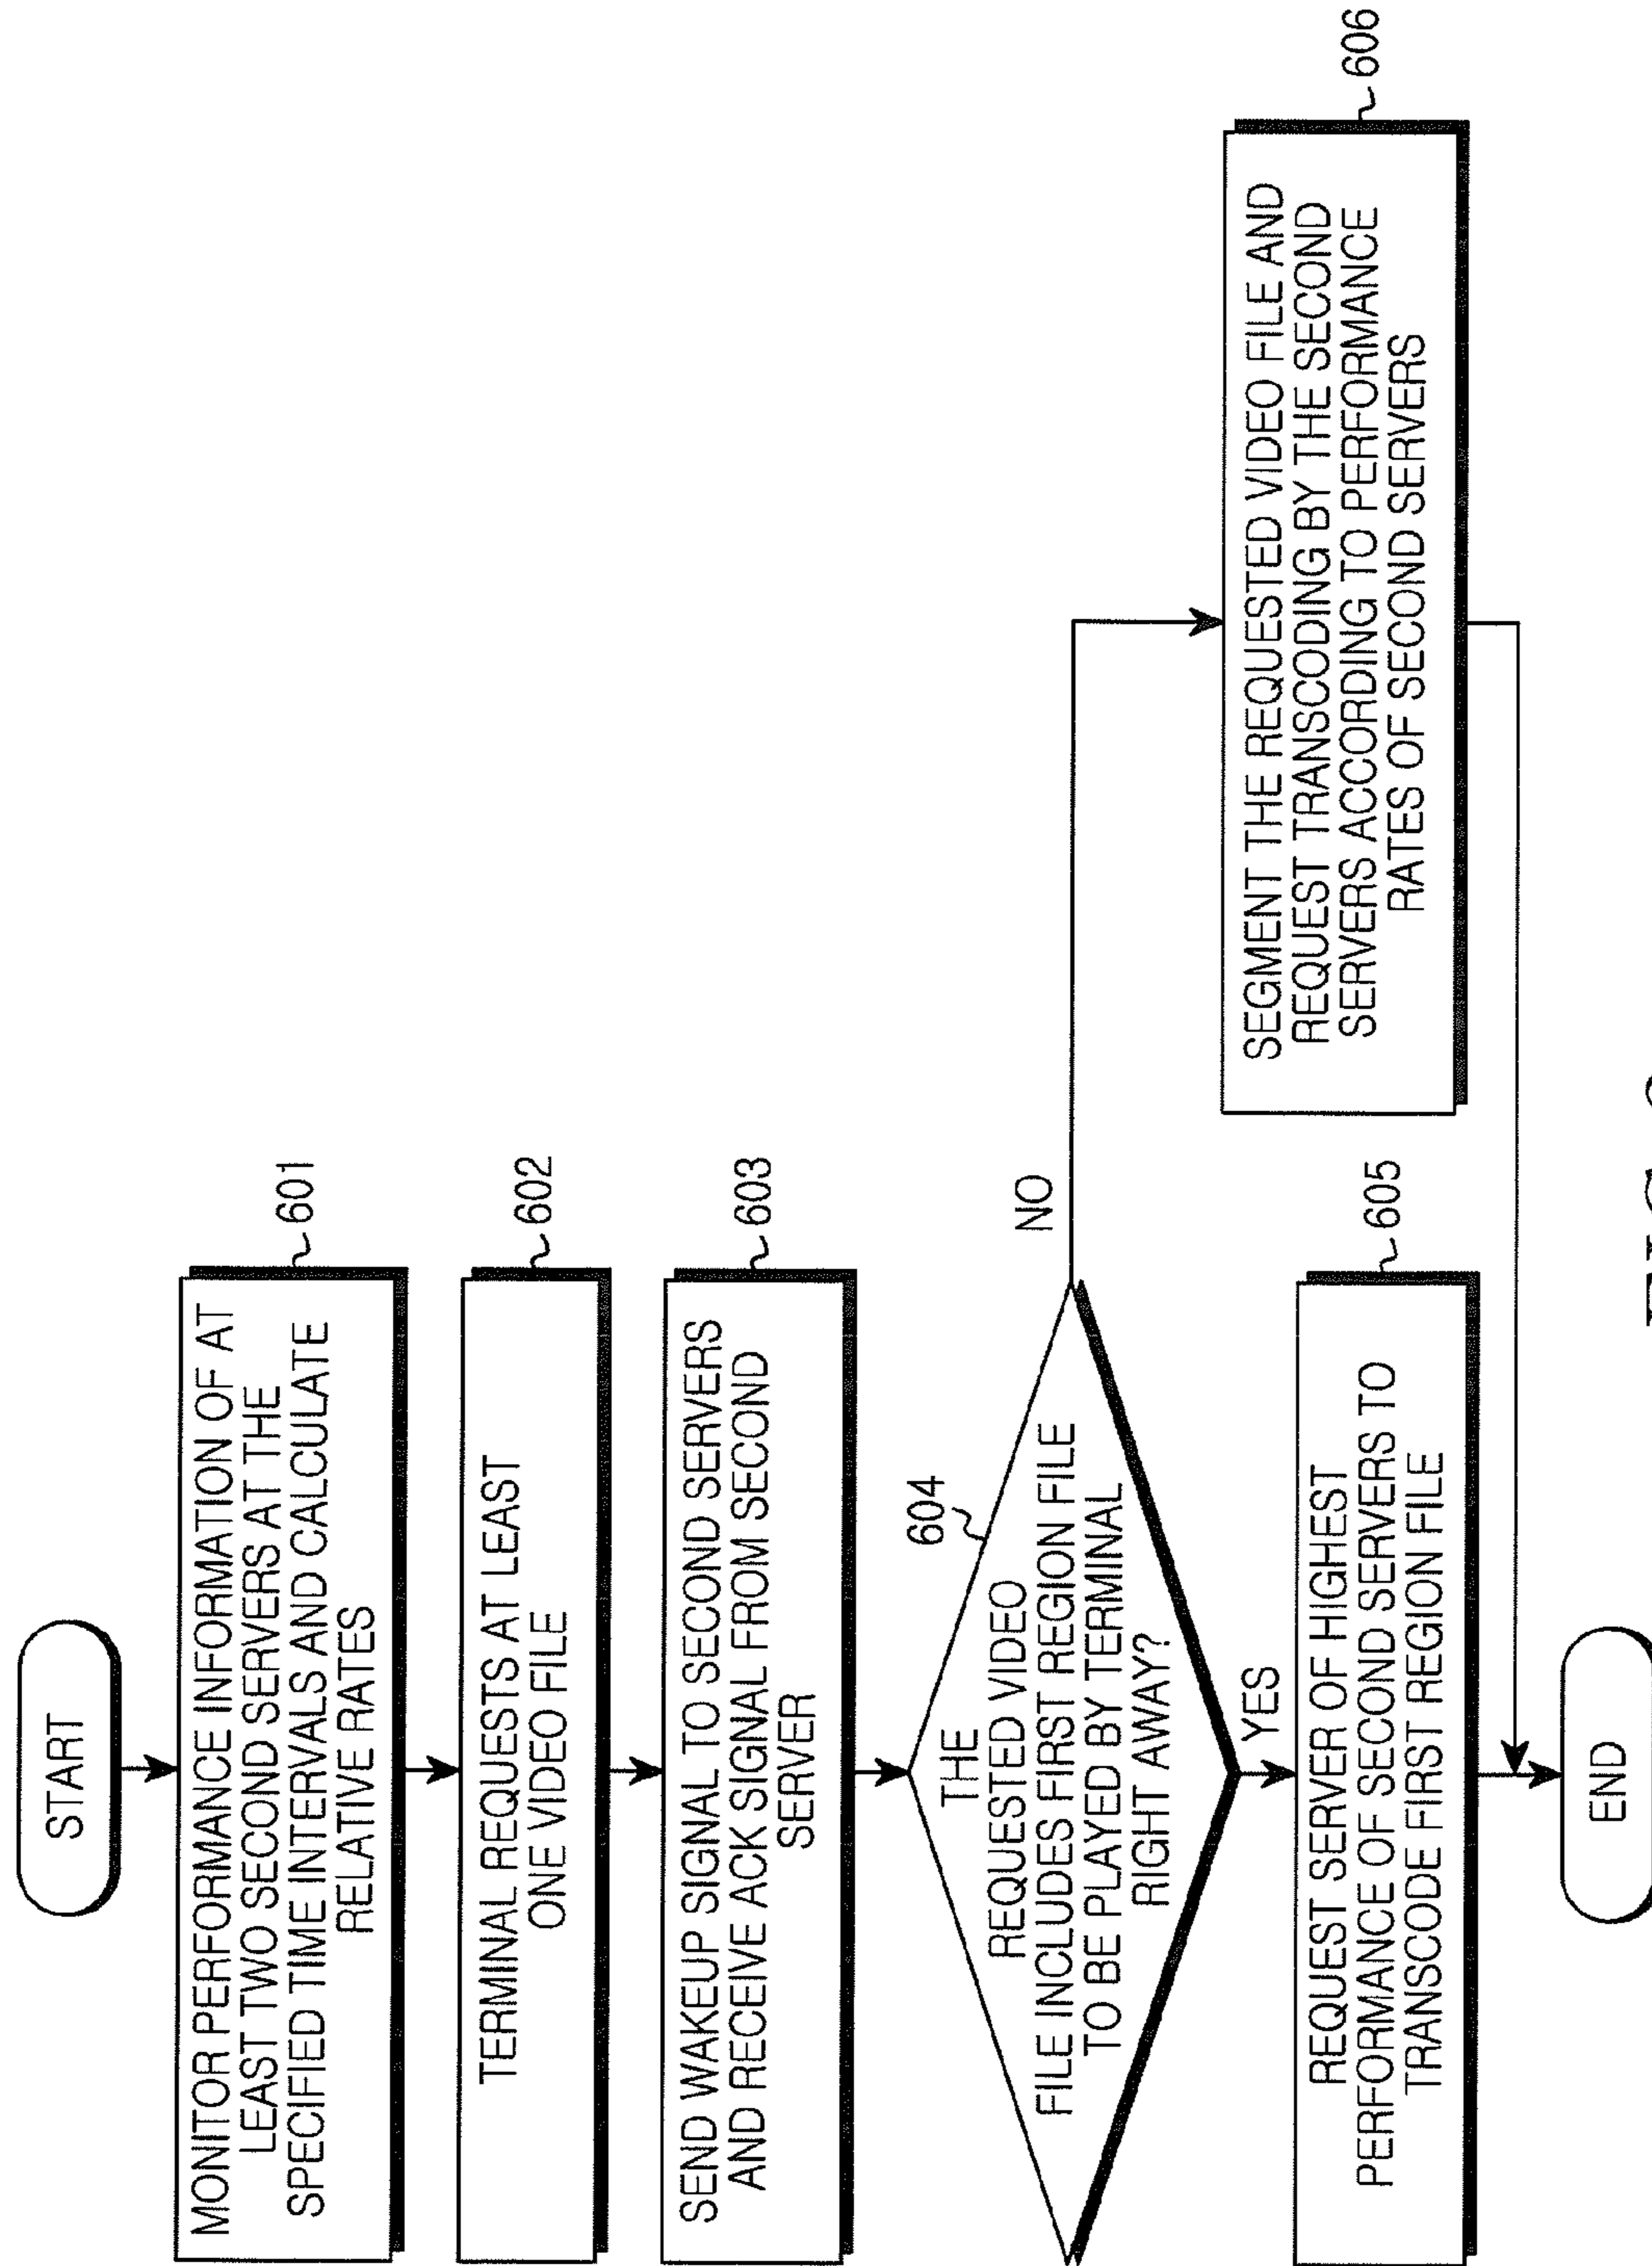 START
MONITOR PERFORMANCE INFORMATION OF AT
LEAST TWO SECOND SERVERS AT THE
SPECIFIED TIME INTERVALS AND CALCULATE
RELATIVE RATES
601
TERMINAL REQUESTS AT LEAST
ONE VIDEO FILE
602
SEND WAKEUP SIGNAL TO SECOND SERVERS
AND RECEIVE ACK SIGNAL FROM SECOND
SERVER
603
604
THE
REQUESTED VIDEO
FILE INCLUDES FIRST REGION FILE
TO BE PLAYED BY TERMINAL
RIGHT AWAY?
NO
YES
REQUEST SERVER OF HIGHEST
PERFORMANCE OF SECOND SERVERS TO
TRANSCODE FIRST REGION FILE
605
SEGMENT THE REQUESTED VIDEO FILE AND
REQUEST TRANSCODING BY THE SECOND
SERVERS ACCORDING TO PERFORMANCE
RATES OF SECOND SERVERS
606
END